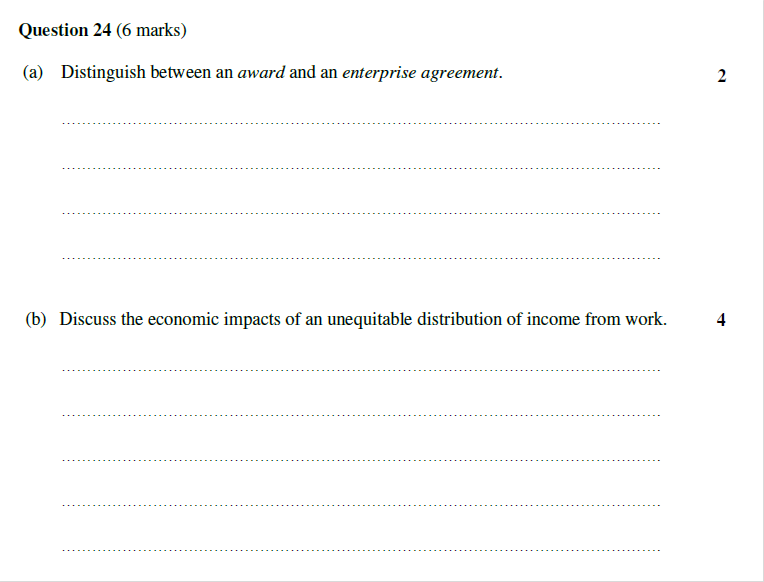 Question 24 (6 marks)
(a) Distinguish between an award and an enterprise agreement. 2
(b) Discuss the economic impacts of an unequitable distribution of income from work. 4